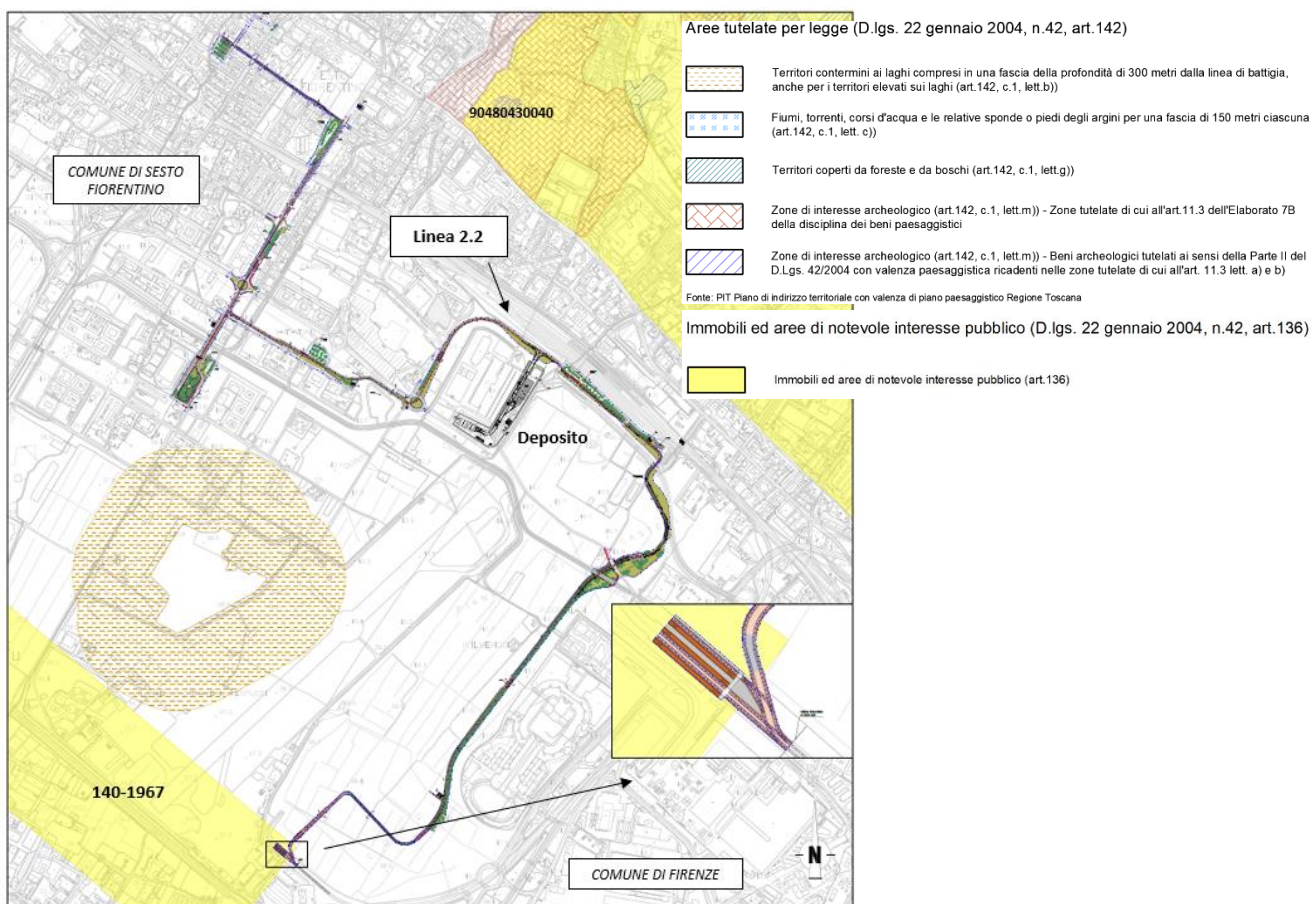 COMUNE DI SESTO
FIORENTINO
90480430040
Linea 2.2
Deposito
140-1967
COMUNE DI FIRENZE
N
Aree tutelate per legge (D.lgs. 22 gennaio 2004, n.42, art.142)
Territori contermini ai laghi compresi in una fascia della profondità di 300 metri dalla linea di battigia,
anche per i territori elevati sui laghi (art.142, c.1, lett.b))
Fiumi, torrenti, corsi d'acqua e le relative sponde o piedi degli argini per una fascia di 150 metri ciascuna
(art.142, c.1, lett. c))
Territori coperti da foreste e da boschi (art.142, c.1, lett.g))
Zone di interesse archeologico (art.142, c.1, lett.m)) - Zone tutelate di cui all'art.11.3 dell'Elaborato 7B
della disciplina dei beni paesaggistici
Zone di interesse archeologico (art.142, c.1, lett.m)) - Beni archeologici tutelati ai sensi della Parte II del
D.Lgs. 42/2004 con valenza paesaggistica ricadenti nelle zone tutelate di cui all'art. 11.3 lett. a) e b)
Fonte: PIT Piano di indirizzo territoriale con valenza di piano paesaggistico Regione Toscana
Immobili ed aree di notevole interesse pubblico (D.lgs. 22 gennaio 2004, n.42, art.136)
Immobili ed aree di notevole interesse pubblico (art.136)